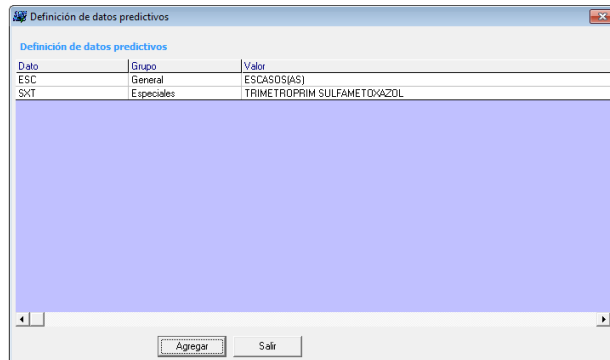 Definición de datos predictivos
Definición de datos predictivos
Dato Grupo Valor
ESC General ESCASOS(AS)
SXT Especiales TRIMETROPRIM SULFAMETOXAZOL
Agregar Salir